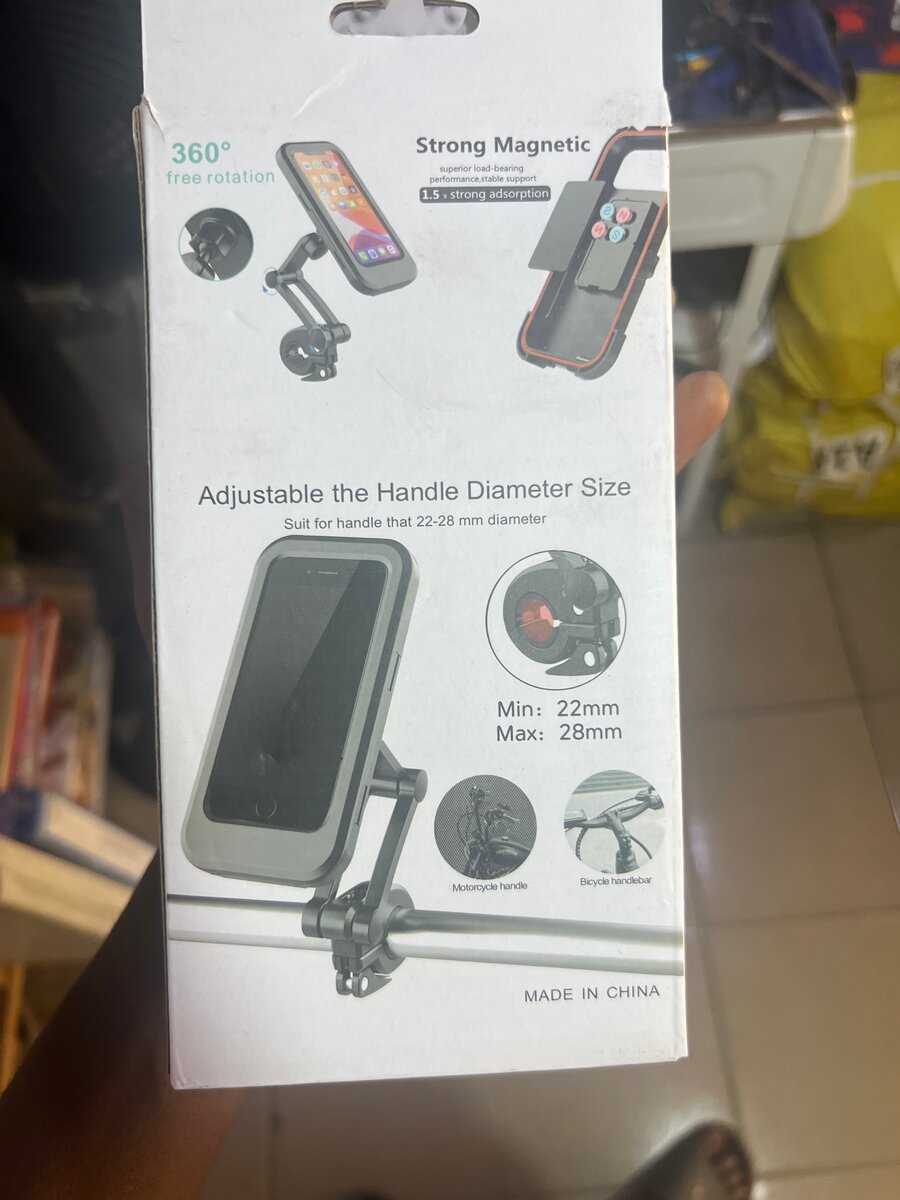 360°
free rotation
Strong Magnetic
superior load-bearing
performance,stable support
1.5 x strong adsorption
N
S
N
S
Adjustable the Handle Diameter Size
Suit for handle that 22-28 mm diameter
Min: 22mm
Max: 28mm
Motorcycle handle
Bicycle handlebar
MADE IN CHINA